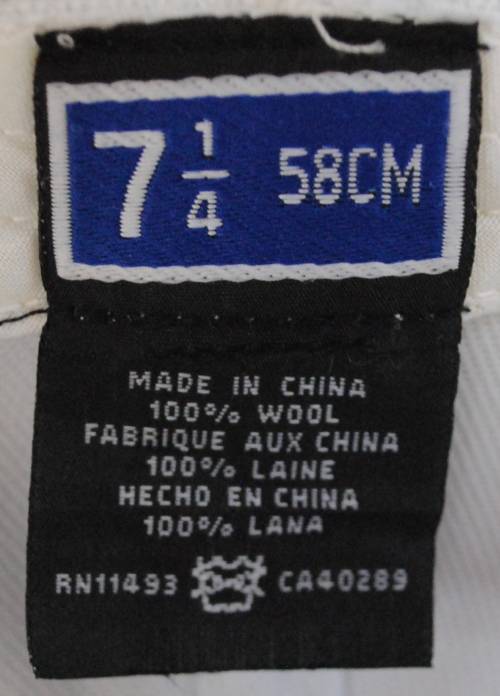 7 1/4 58CM
MADE IN CHINA
100% WOOL
FABRIQUE AUX CHINA
100% LAINE
HECHO EN CHINA
100% LANA
RN11493 CA40289